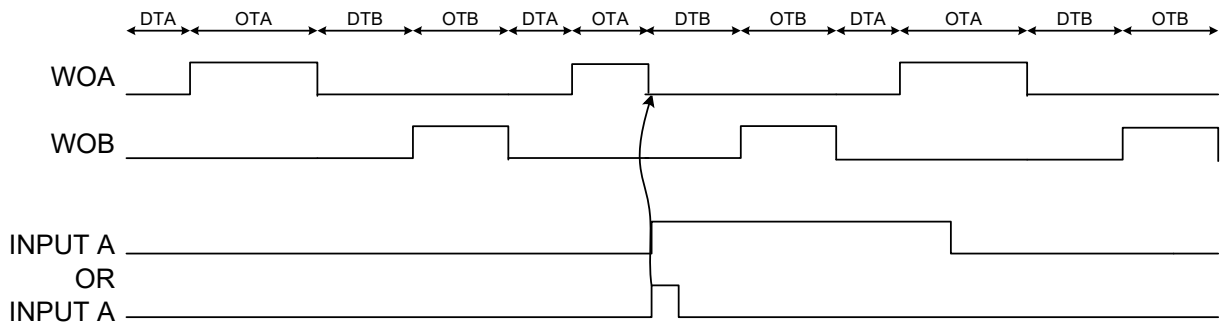 DTA OTA DTB OTB DTA OTA DTB OTB DTA OTA DTB OTB
WOA
WOB
INPUT A
OR
INPUT A